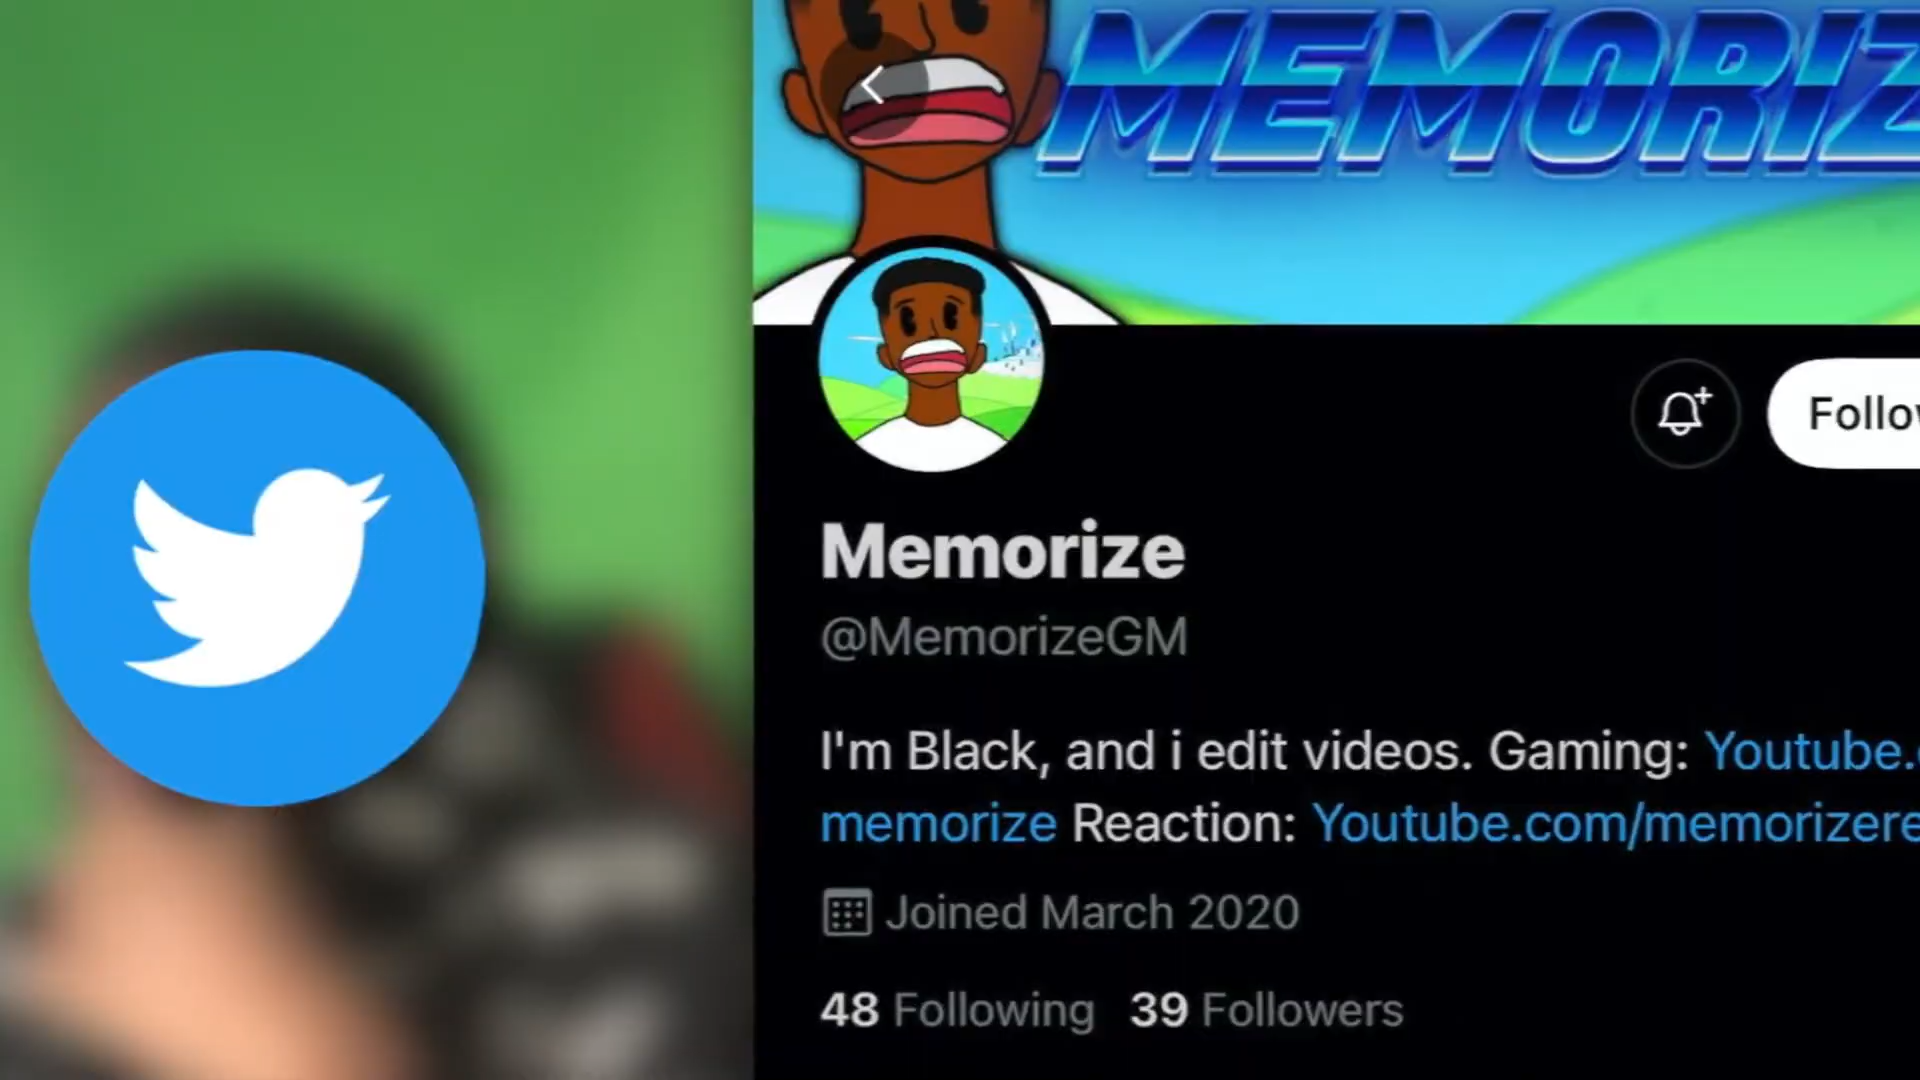 MEMORIZ
Follow
Memorize
@MemorizeGM
I'm Black, and i edit videos. Gaming: Youtube.c
memorize Reaction: Youtube.com/memorizere
Joined March 2020
48 Following 39 Followers